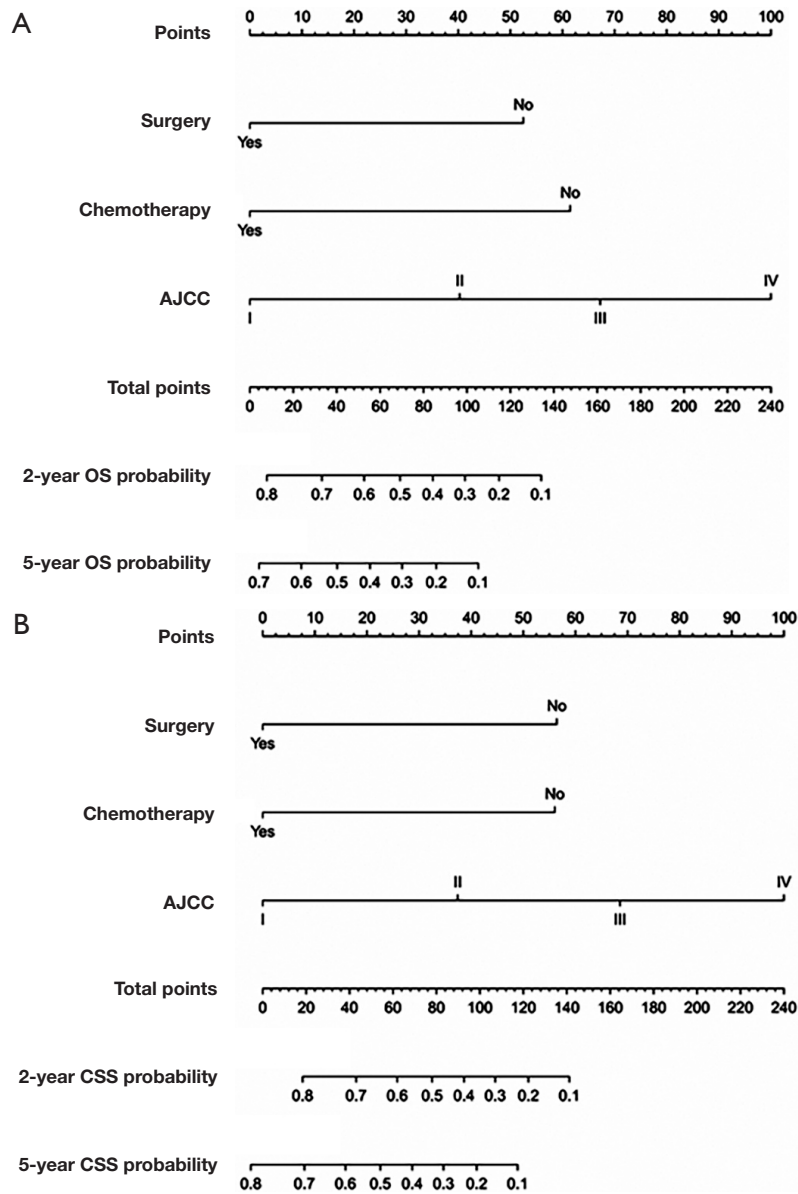 A
0 10 20 30 40 50 60 70 80 90 100
Points
No
Surgery
Yes
No
Chemotherapy
Yes
II IV
AJCC
I III
Total points
0 20 40 60 80 100 120 140 160 180 200 220 240
2-year OS probability
0.8 0.7 0.6 0.5 0.4 0.3 0.2 0.1
5-year OS probability
0.7 0.6 0.5 0.4 0.3 0.2 0.1
B
0 10 20 30 40 50 60 70 80 90 100
Points
No
Surgery
Yes
No
Chemotherapy
Yes
II IV
AJCC
I III
Total points
0 20 40 60 80 100 120 140 160 180 200 220 240
2-year CSS probability
0.8 0.7 0.6 0.5 0.4 0.3 0.2 0.1
5-year CSS probability
0.8 0.7 0.6 0.5 0.4 0.3 0.2 0.1